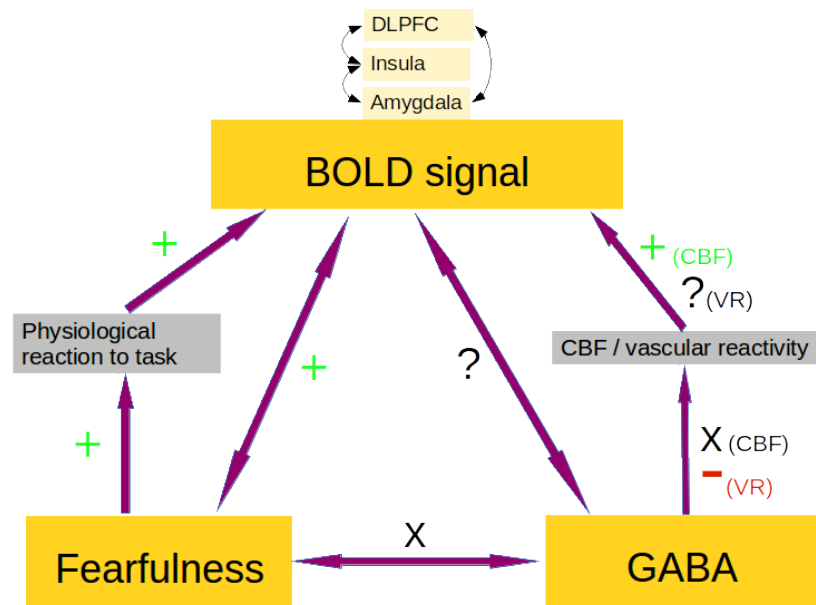 DLPFC
Insula
Amygdala
BOLD signal
+
+ (CBF)
? (VR)
Physiological
reaction to task
CBF / vascular reactivity
+
?
+
X (CBF)
- (VR)
X
Fearfulness
GABA